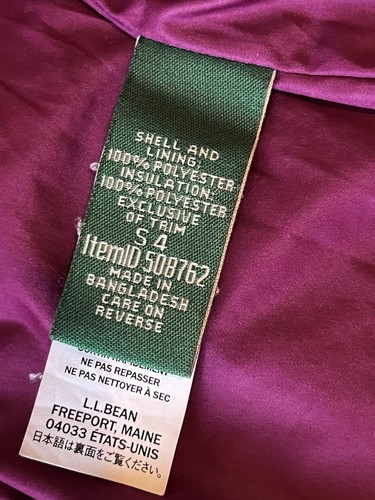 SHELL AND
LINING:
100% POLYESTER
INSULATION:
100% POLYESTER
EXCLUSIVE
OF TRIM
S 4
ItemID 508762
MADE IN
BANGLADESH
CARE ON
REVERSE
NE PAS REPASSER
NE PAS NETTOYER À SEC
L.L.BEAN
FREEPORT, MAINE
04033 ÉTATS-UNIS
日本語は裏面をご覧ください。